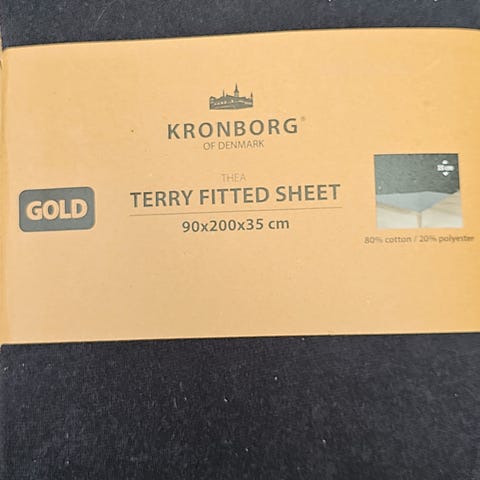 KRONBORG®
OF DENMARK
THEA
TERRY FITTED SHEET
90x200x35 cm
GOLD
80% cotton / 20% polyester